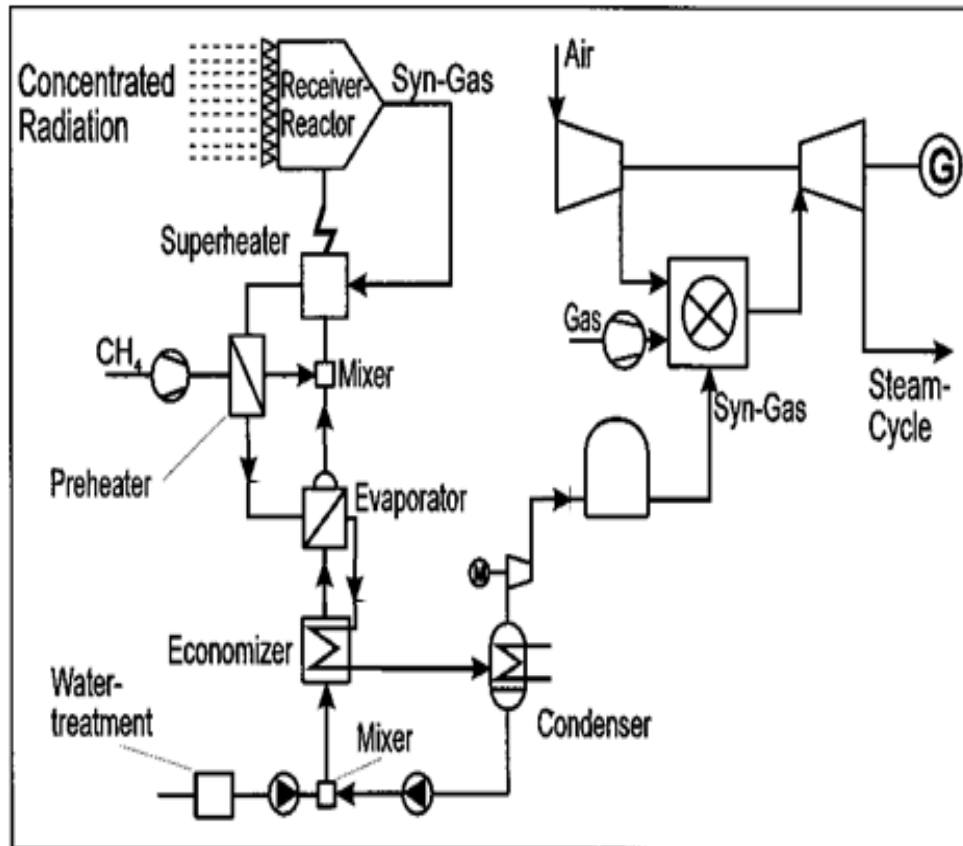 Concentrated
Radiation
Receiver-
Reactor
Syn-Gas
Air
G
Superheater
Gas
CH₄
Mixer
Syn-Gas
Steam-
Cycle
Preheater
Evaporator
M
Economizer
Water-
treatment
Condenser
Mixer